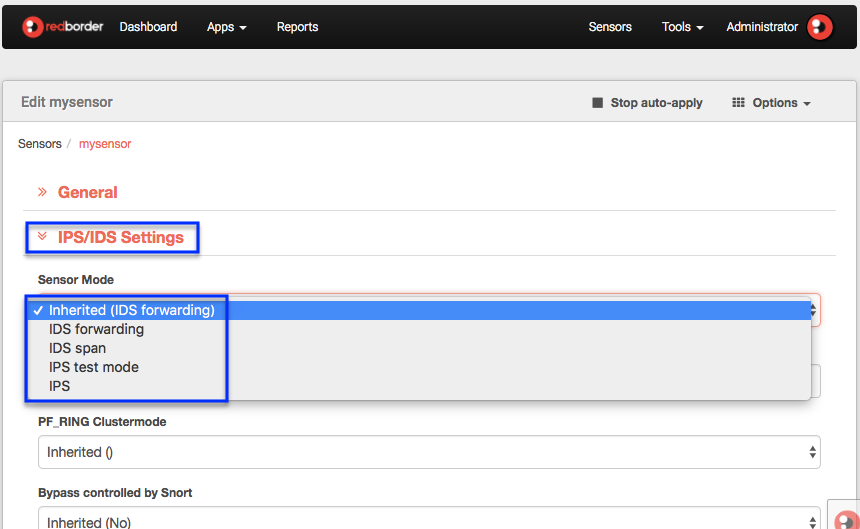 redborder Dashboard Apps Reports Sensors Tools Administrator
Edit mysensor Stop auto-apply Options
Sensors / mysensor
» General
IPS/IDS Settings
Sensor Mode
✓ Inherited (IDS forwarding)
IDS forwarding
IDS span
IPS test mode
IPS
PF_RING Clustermode
Inherited ()
Bypass controlled by Snort
Inherited (No)